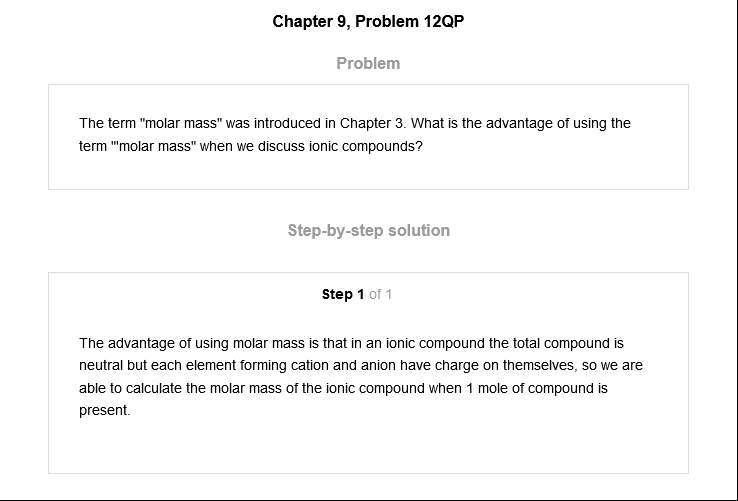 Chapter 9, Problem 12QP
Problem
The term "molar mass" was introduced in Chapter 3. What is the advantage of using the
term '"molar mass" when we discuss ionic compounds?
Step-by-step solution
Step 1 of 1
The advantage of using molar mass is that in an ionic compound the total compound is
neutral but each element forming cation and anion have charge on themselves, so we are
able to calculate the molar mass of the ionic compound when 1 mole of compound is
present.